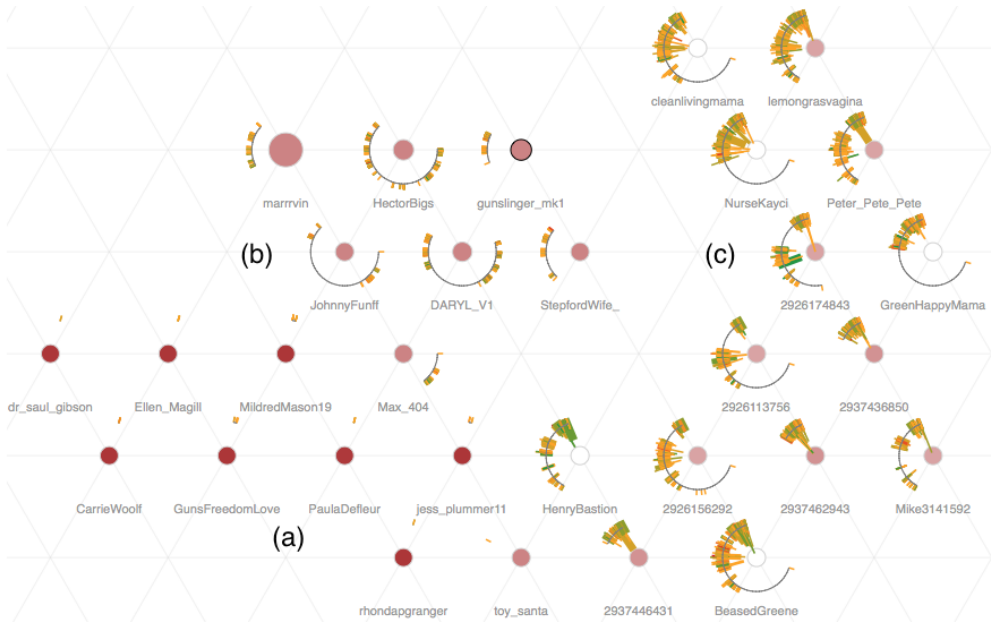 cleanlivingmama lemongrasvagina
marrrvin HectorBigs gunslinger_mk1 NurseKayci Peter_Pete_Pete
(b) (c)
JohnnyFunff DARYL_V1 StepfordWife_ 2926174843 GreenHappyMama
dr_saul_gibson Ellen_Magill MildredMason19 Max_404 2926113756 2937436850
CarrieWoolf GunsFreedomLove PaulaDefleur jess_plummer11 HenryBastion 2926156292 2937462943 Mike3141592
(a)
rhondapgranger toy_santa 2937446431 BeasedGreene